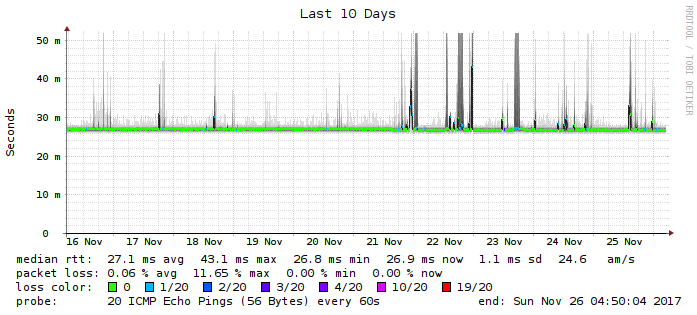 Last 10 Days
RRDTOOL / TOBI OETIKER
Seconds
50 m
40 m
30 m
20 m
10 m
0
16 Nov 17 Nov 18 Nov 19 Nov 20 Nov 21 Nov 22 Nov 23 Nov 24 Nov 25 Nov
median rtt: 27.1 ms avg 43.1 ms max 26.8 ms min 26.9 ms now 1.1 ms sd 24.6 am/s
packet loss: 0.06 % avg 11.65 % max 0.00 % min 0.00 % now
loss color: 0 1/20 2/20 3/20 4/20 10/20 19/20
probe: 20 ICMP Echo Pings (56 Bytes) every 60s end: Sun Nov 26 04:50:04 2017